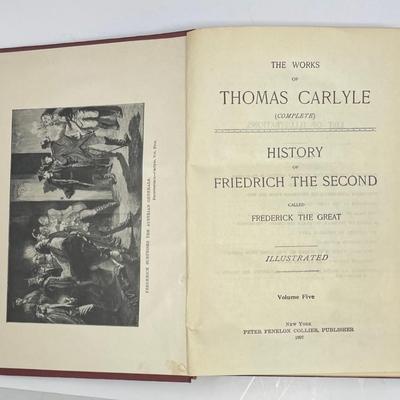 FREDERICK SURPRISES THE AUSTRIAN GENERALS.
THE WORKS
OF
THOMAS CARLYLE
(COMPLETE)
HISTORY
OF
FRIEDRICH THE SECOND
CALLED
FREDERICK THE GREAT
ILLUSTRATED
Volume Five
NEW YORK
PETER FENELON COLLIER, PUBLISHER
1897